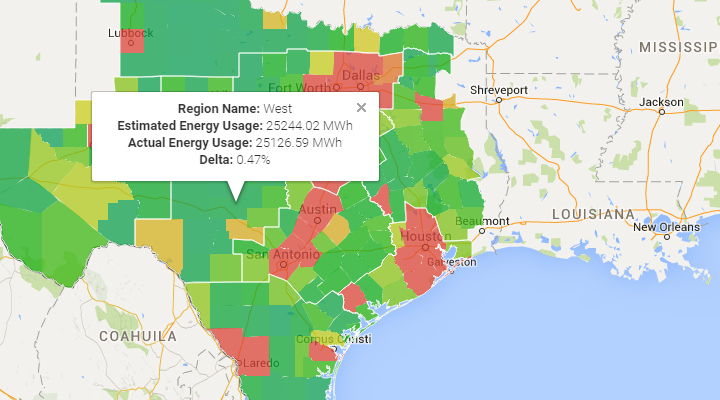 Lubbock
MISSISSIP
Dallas
Fort Worth
Shreveport
Jackson
Region Name: West
Estimated Energy Usage: 25244.02 MWh
Actual Energy Usage: 25126.59 MWh
Delta: 0.47%
Austin
LOUISIANA
Beaumont
New Orleans
Houston
San Antonio
Galveston
COAHUILA
Corpus Christi
Laredo